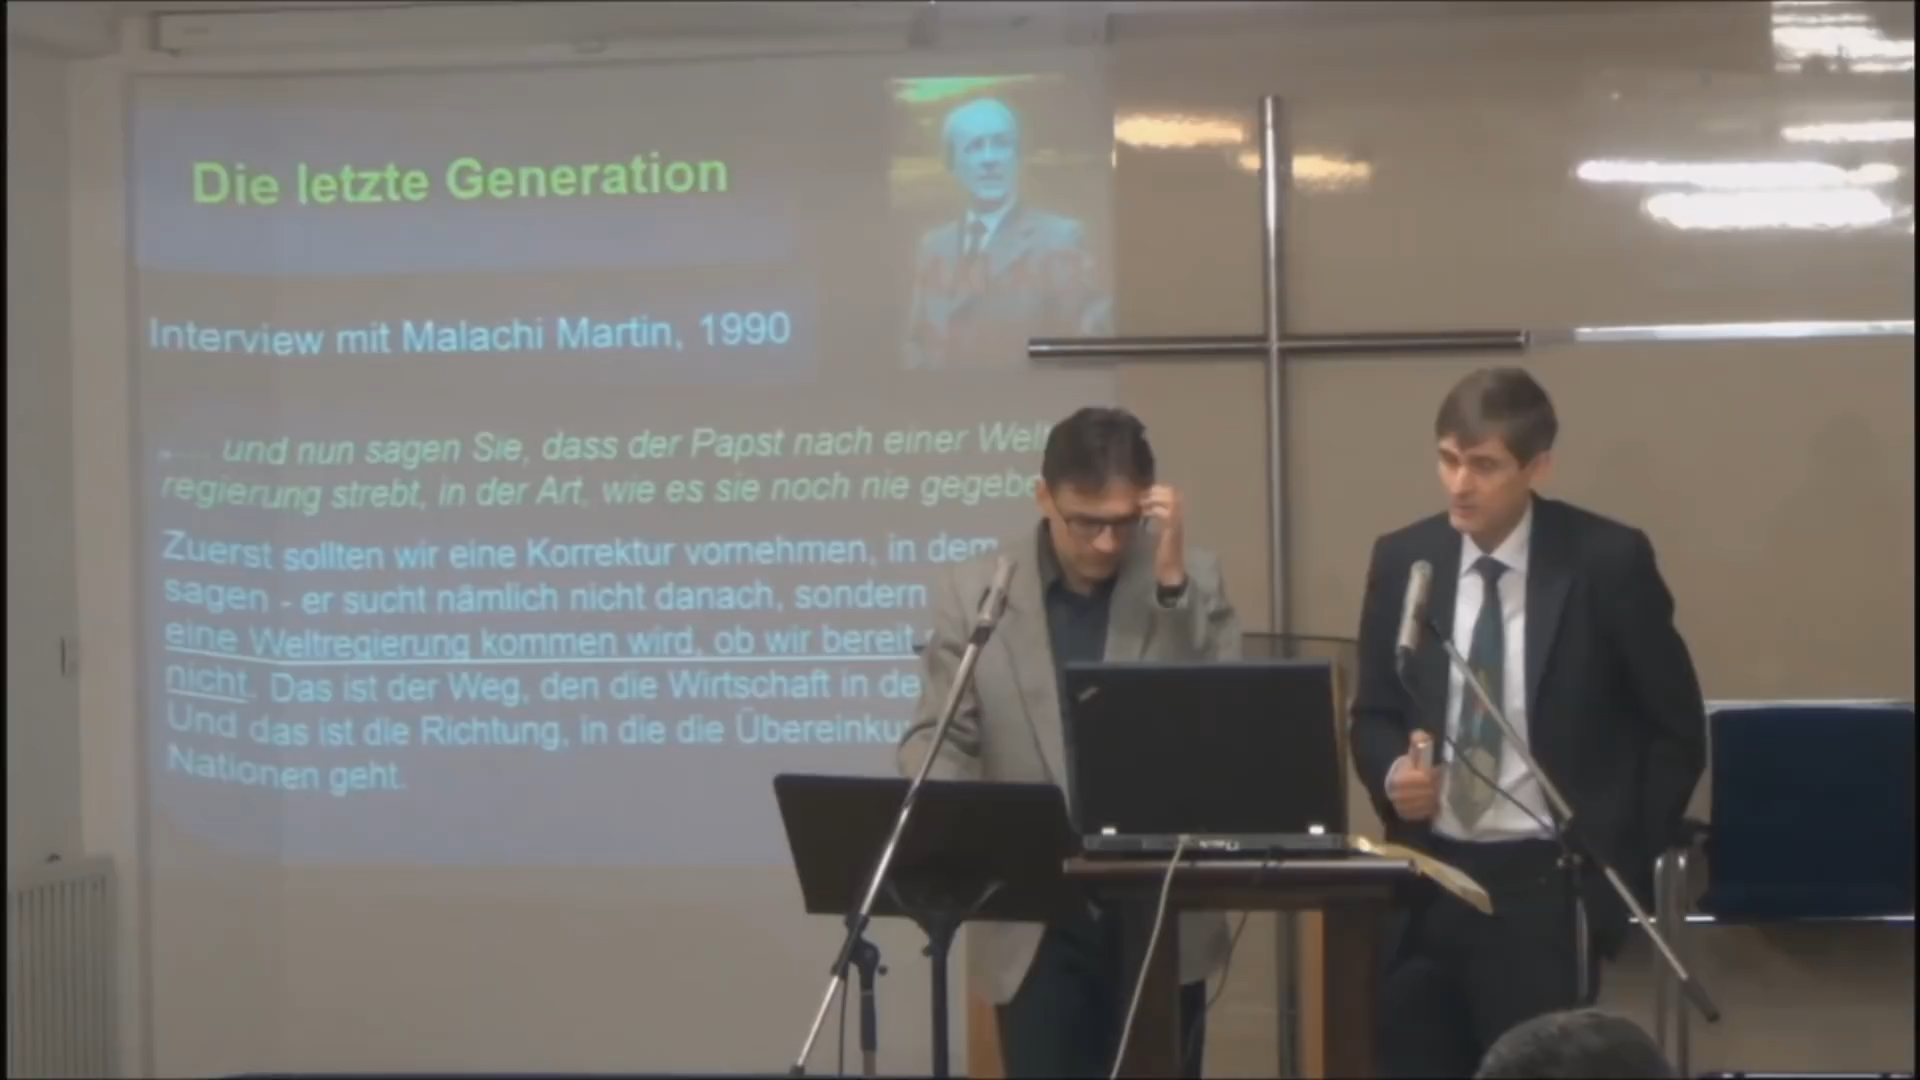 Die letzte Generation
Interview mit Malachi Martin, 1990
„.... und nun sagen Sie, dass der Papst nach einer Welt
regierung strebt, in der Art, wie es sie noch nie gegebe
Zuerst sollten wir eine Korrektur vornehmen, in dem
sagen - er sucht nämlich nicht danach, sondern
eine Weltregierung kommen wird, ob wir bereit
nicht. Das ist der Weg, den die Wirtschaft in de
Und das ist die Richtung, in die die Übereinku
Nationen geht.